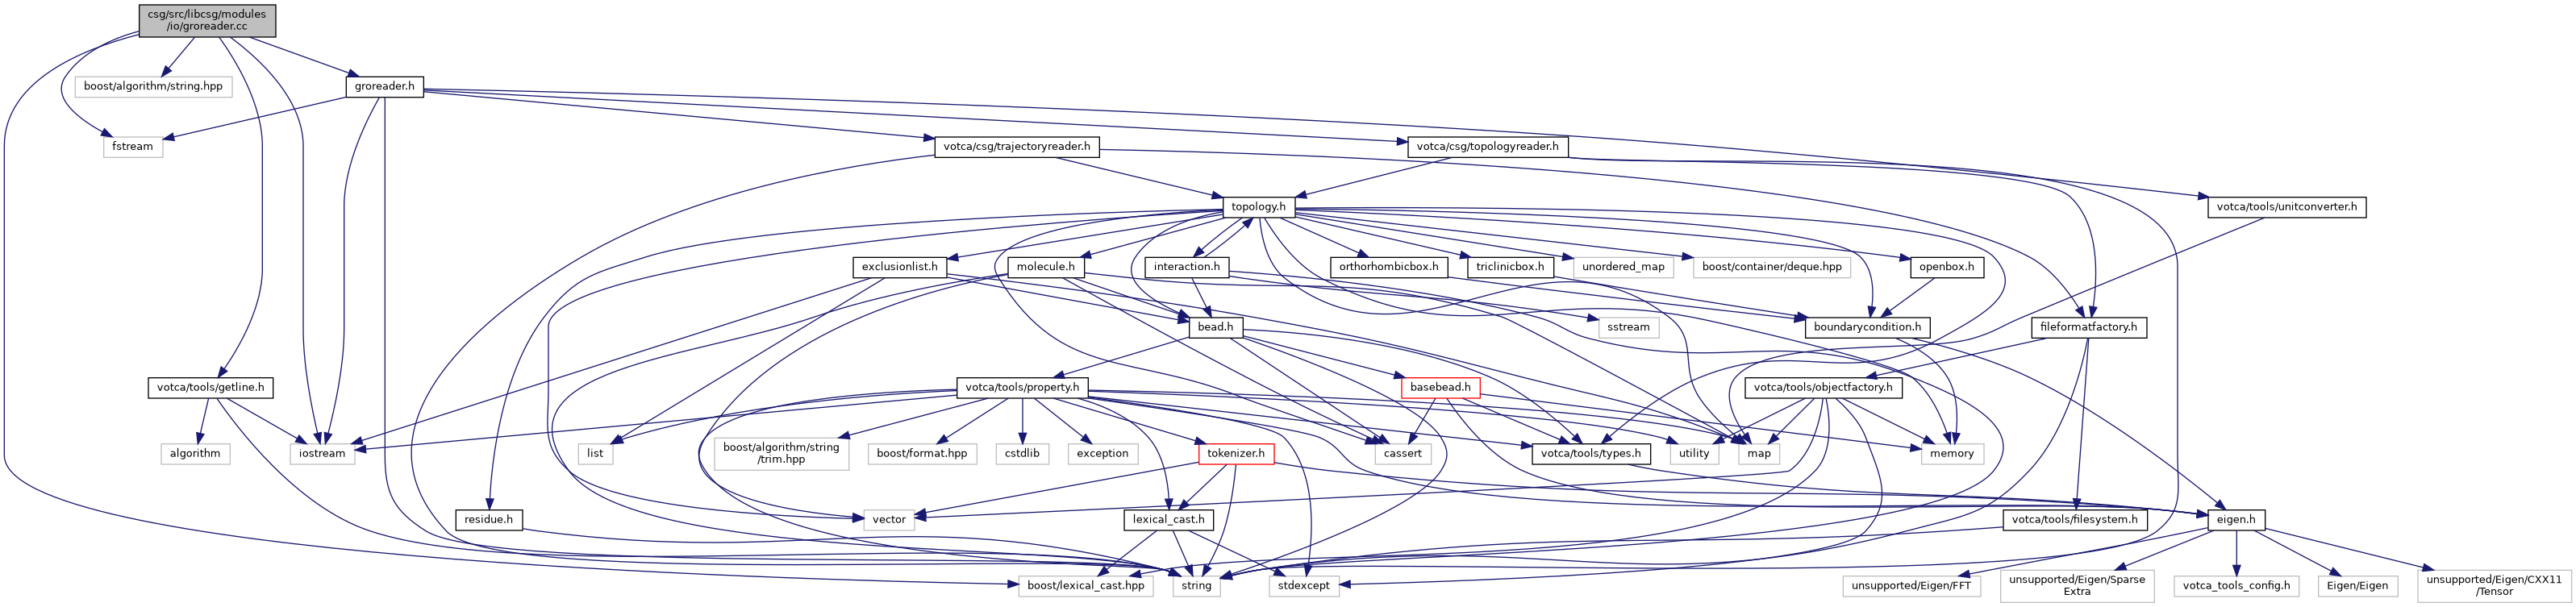 csg/src/libcsg/modules
/io/groreader.cc
boost/algorithm/string.hpp
groreader.h
fstream
votca/csg/trajectoryreader.h
votca/csg/topologyreader.h
topology.h
votca/tools/unitconverter.h
exclusionlist.h
molecule.h
interaction.h
orthorhombicbox.h
triclinicbox.h
unordered_map
boost/container/deque.hpp
openbox.h
bead.h
sstream
boundarycondition.h
fileformatfactory.h
votca/tools/getline.h
votca/tools/property.h
basebead.h
votca/tools/objectfactory.h
algorithm
iostream
list
boost/algorithm/string
/trim.hpp
boost/format.hpp
cstdlib
exception
tokenizer.h
cassert
votca/tools/types.h
utility
map
memory
residue.h
vector
lexical_cast.h
votca/tools/filesystem.h
eigen.h
boost/lexical_cast.hpp
string
stdexcept
unsupported/Eigen/FFT
unsupported/Eigen/Sparse
Extra
votca_tools_config.h
Eigen/Eigen
unsupported/Eigen/CXX11
/Tensor